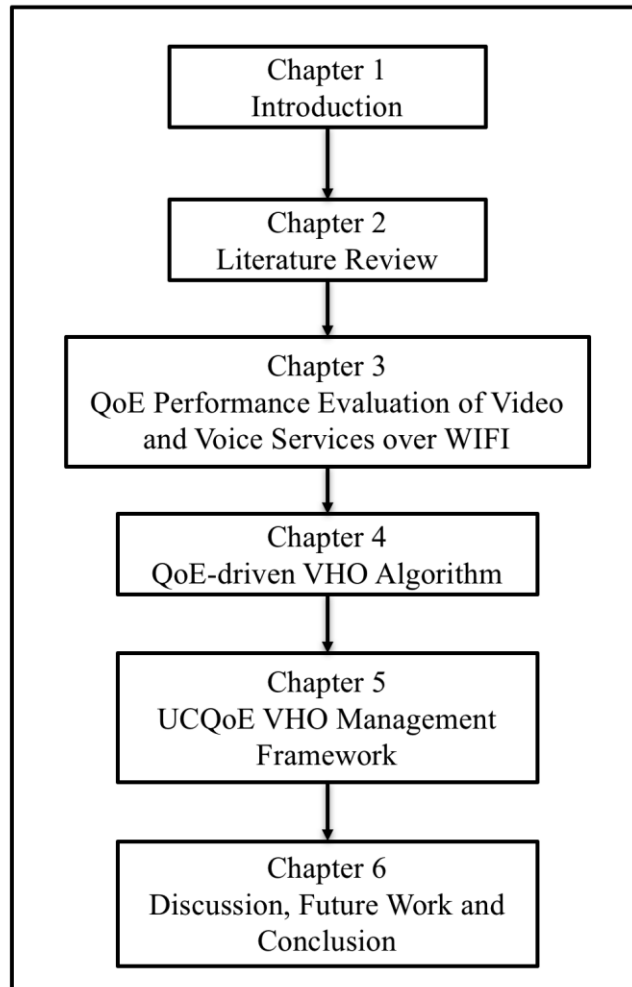 Chapter 1
Introduction
Chapter 2
Literature Review
Chapter 3
QoE Performance Evaluation of Video
and Voice Services over WIFI
Chapter 4
QoE-driven VHO Algorithm
Chapter 5
UCQoE VHO Management
Framework
Chapter 6
Discussion, Future Work and
Conclusion